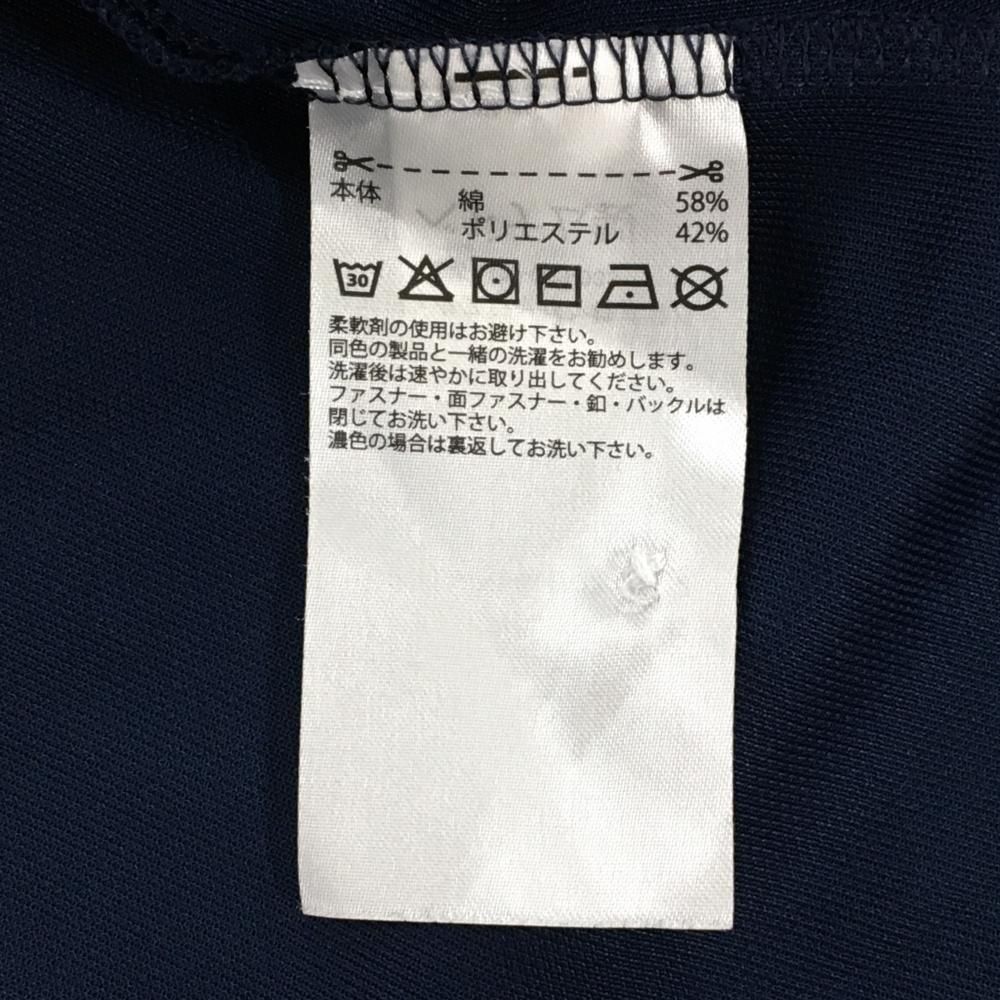 本体 綿 58%
ポリエステル 42%
30
柔軟剤の使用はお避け下さい。
同色の製品と一緒の洗濯をお勧めします。
洗濯後は速やかに取り出してください。
ファスナー・面ファスナー・釦・バックルは
閉じてお洗い下さい。
濃色の場合は裏返してお洗い下さい。